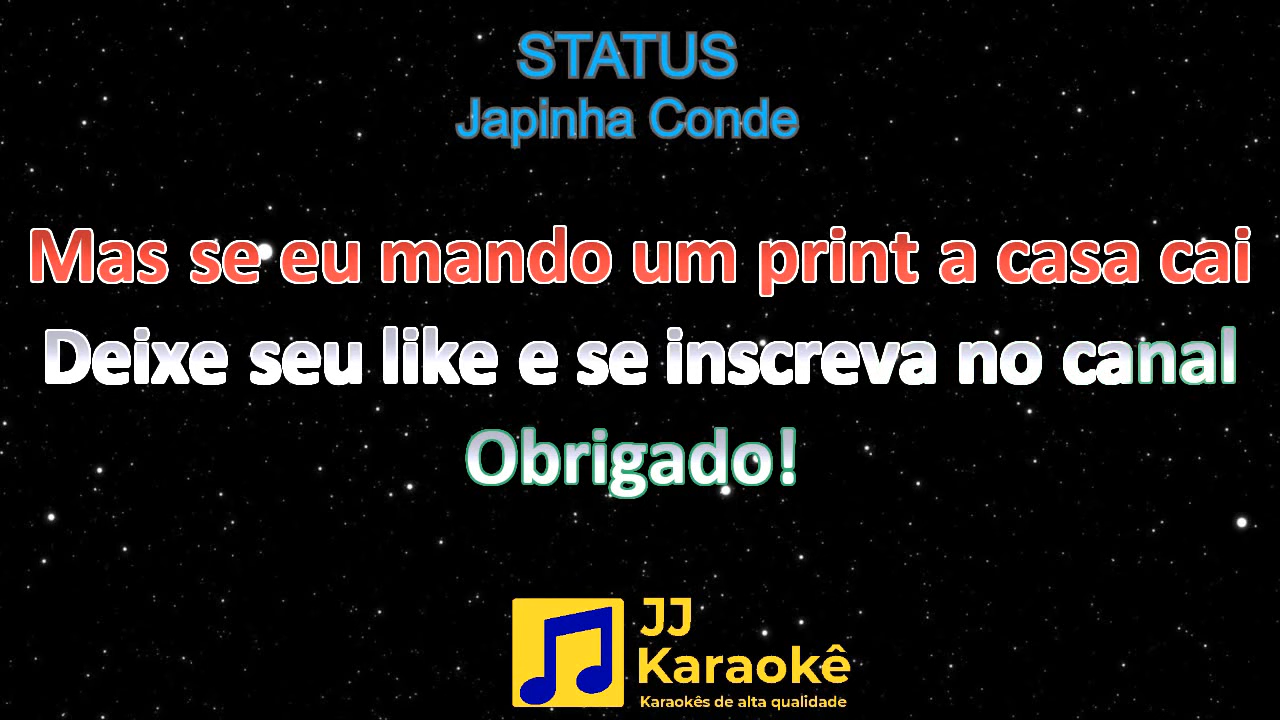 STATUS
Japinha Conde
Mas se eu mando um print a casa cai
Deixe seu like e se inscreva no canal
Obrigado!
JJ
Karaokê
Karaokês de alta qualidade